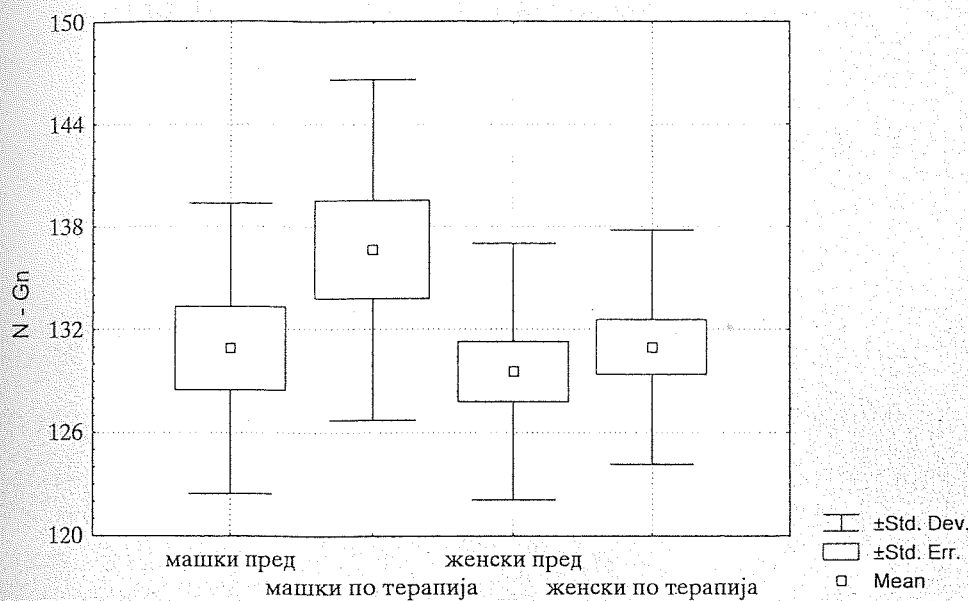 150
144
138
132
126
120
N - Gn
машки пред
женски пред
машки по терапија
женски по терапија
±Std. Dev.
±Std. Err.
Mean